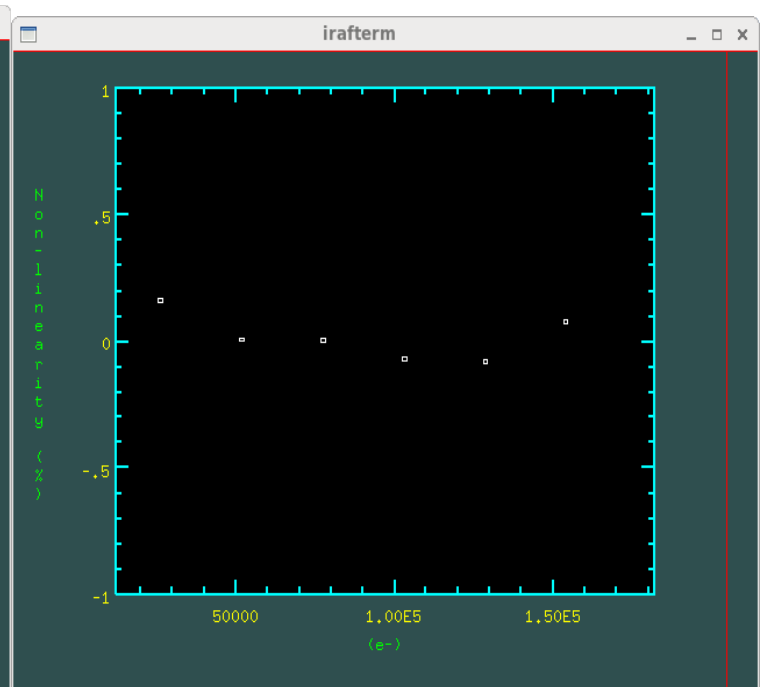 irafterm
1
.5
0
-.5
-1
Non-linearity (%)
50000 1.00E5 1.50E5
(e-)